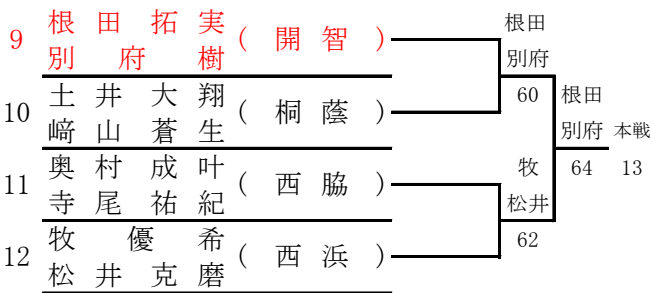 9 根田拓実 (開智)
別府樹
10 土井大翔 (桐蔭)
﨑山蒼生
11 奥村成叶 (西脇)
寺尾祐紀
12 牧優希 (西浜)
松井克磨
根田
別府
60
牧
松井
62
根田
別府
64
本戦
13